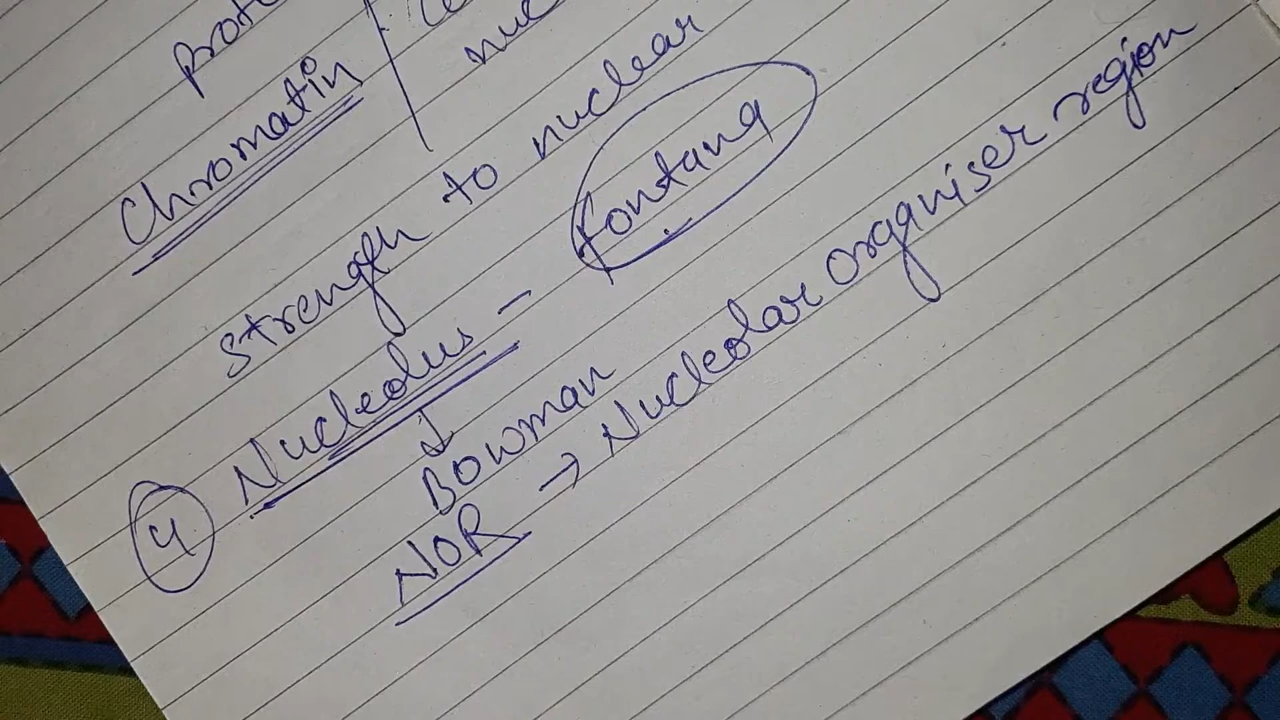 Chromatin
strength to nuclear
4 Nucleolus - Fontana
↓
Bowman
NOR → Nucleolar organiser region